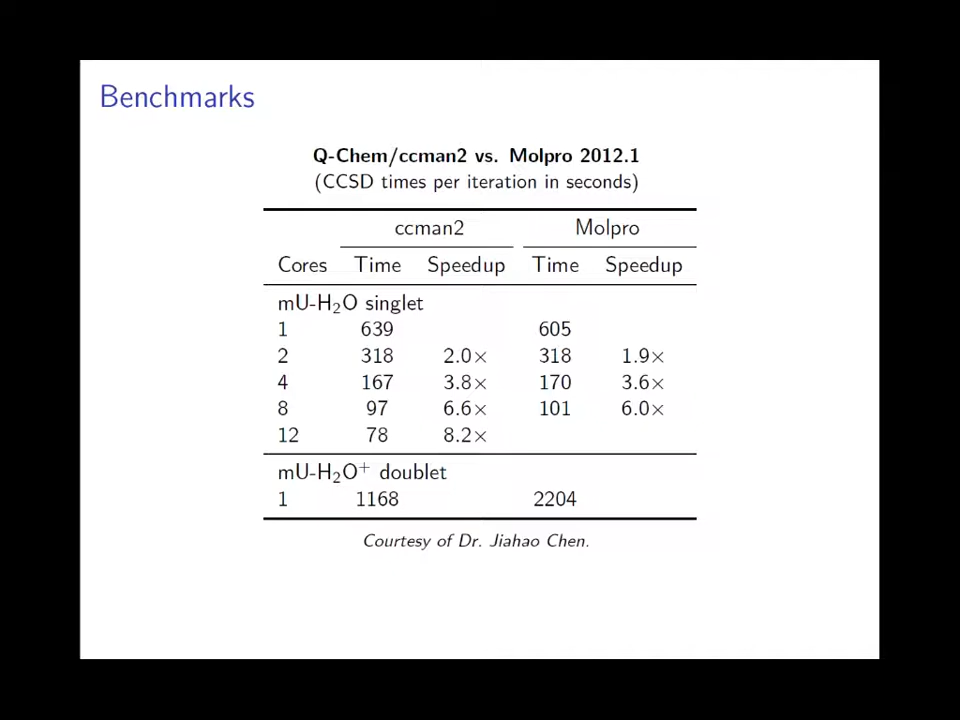 Benchmarks
Q-Chem/ccman2 vs. Molpro 2012.1
(CCSD times per iteration in seconds)
ccman2 Molpro
Cores Time Speedup Time Speedup
mU-H₂O singlet
1 639 605
2 318 2.0× 318 1.9×
4 167 3.8× 170 3.6×
8 97 6.6× 101 6.0×
12 78 8.2×
mU-H₂O⁺ doublet
1 1168 2204
Courtesy of Dr. Jiahao Chen.